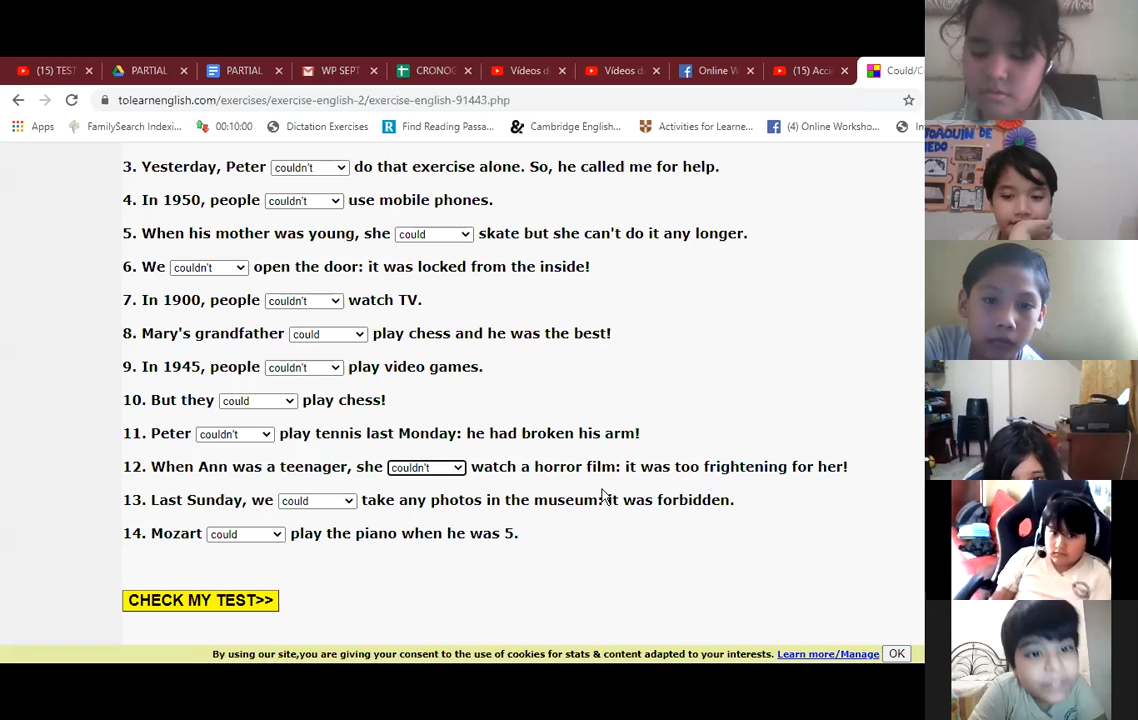 (15) TEST PARTIAL PARTIAL WP SEPT CRONOG Vídeos d Vídeos d Online W (15) Acci Could/C
tolearnenglish.com/exercises/exercise-english-2/exercise-english-91443.php
Apps FamilySearch Indexi... 00:10:00 Dictation Exercises Find Reading Passa... Cambridge English... Activities for Learne... (4) Online Worksho... In
3. Yesterday, Peter couldn't do that exercise alone. So, he called me for help.
4. In 1950, people couldn't use mobile phones.
5. When his mother was young, she could skate but she can't do it any longer.
6. We couldn't open the door: it was locked from the inside!
7. In 1900, people couldn't watch TV.
8. Mary's grandfather could play chess and he was the best!
9. In 1945, people couldn't play video games.
10. But they could play chess!
11. Peter couldn't play tennis last Monday: he had broken his arm!
12. When Ann was a teenager, she couldn't watch a horror film: it was too frightening for her!
13. Last Sunday, we could take any photos in the museum: it was forbidden.
14. Mozart could play the piano when he was 5.
CHECK MY TEST>>
By using our site,you are giving your consent to the use of cookies for stats & content adapted to your interests. Learn more/Manage OK